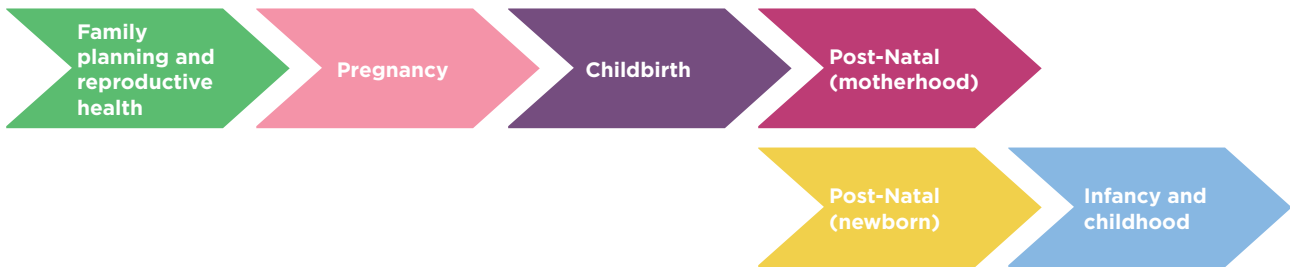 Family
planning and
reproductive
health
Pregnancy
Childbirth
Post-Natal
(motherhood)
Post-Natal
(newborn)
Infancy and
childhood